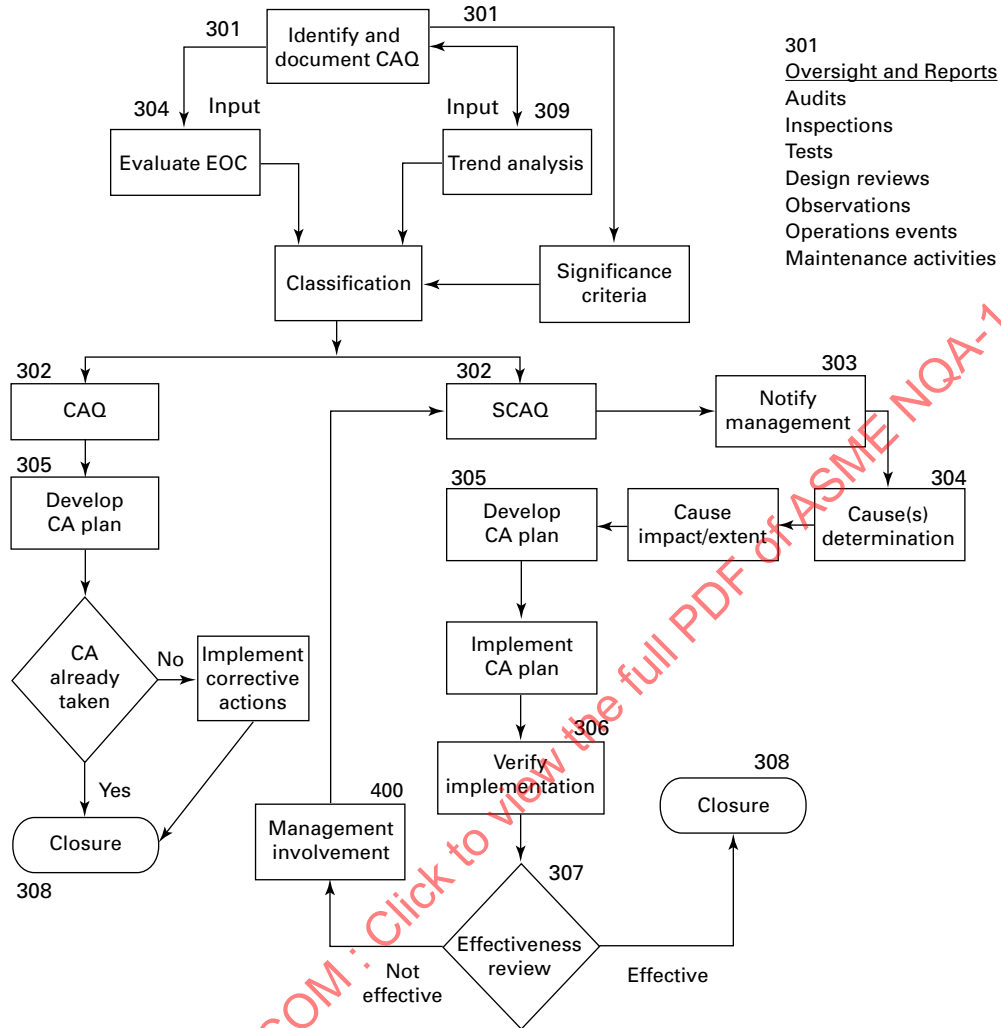 301
301
Identify and
document CAQ
301
Oversight and Reports
Audits
Inspections
Tests
Design reviews
Observations
Operations events
Maintenance activities
304
Input
Input
309
Evaluate EOC
Trend analysis
Classification
Significance
criteria
302
CAQ
302
SCAQ
303
Notify
management
305
Develop
CA plan
305
Develop
CA plan
Cause
impact/extent
304
Cause(s)
determination
CA
already
taken
No
Implement
corrective
actions
Yes
Closure
308
Implement
CA plan
306
Verify
implementation
400
Management
involvement
307
Effectiveness
review
Not
effective
Effective
308
Closure
COM : Click to view the full PDF of ASME NQA-1